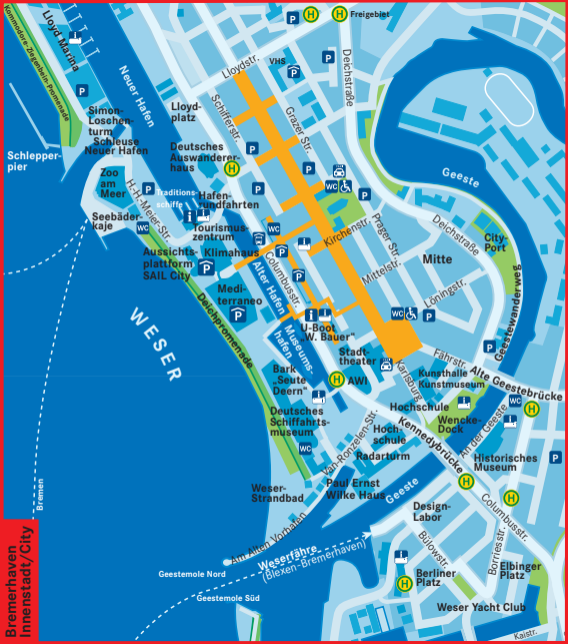 H
P
H
Freigebiet
Kommodore-Ziegenbein-Promenade
Lloyd Marina
Neuer Hafen
Lloydstr.
VHS
P
P
Deichstraße
P
Simon-
Loschen-
turm
Schleuse
Neuer Hafen
Lloyd-
platz
Schifferstr.
Grazer Str.
Schlepper-
pier
Deutsches
Auswanderer-
haus
H
P
P
Geeste
Zoo
am
Meer
H.-H.-Meier-Str.
P
Traditions-
schiffe
Hafen-
rundfahrten
P
WC
P
Seebäder-
kaje
WC
i
Tourismus-
zentrum
WC
Kirchenstr.
Prager Str.
Deichstraße
City-
Port
Aussichts-
plattform
SAIL City
Klimahaus
P
P
Columbusstr.
Alter Hafen
Mittelstr.
Mitte
Geestewanderweg
P
Medi-
terraneo
P
Löningstr.
WESER
Deichpromenade
Museums-
hafen
i
U-Boot
„W. Bauer"
WC
P
Stadt-
theater
P
Bark
„Seute
Deern"
H
AWI
Karlsburg
Fährstr.
Alte Geestebrücke
Kunsthalle
Kunstmuseum
Deutsches
Schiffahrts-
museum
WC
Hochschule
Hoch-
schule
Wencke-
Dock
WC
H
An der Geeste
Kennedybrücke
Van-Ronzelen-Str.
Radarturm
Historisches
Museum
P
Weser-
Strandbad
Paul Ernst
Wilke Haus
Geeste
H
H
Bremen
Design-
Labor
Columbusstr.
Am Alten Vorhafen
Weserfähre
(Blexen-Bremerhaven)
Bülowstr.
Borriesstr.
Elbinger
Platz
Geestemole Nord
H
Berliner
Platz
Geestemole Süd
Weser Yacht Club
Kaistr.
Bremerhaven
Innenstadt/City